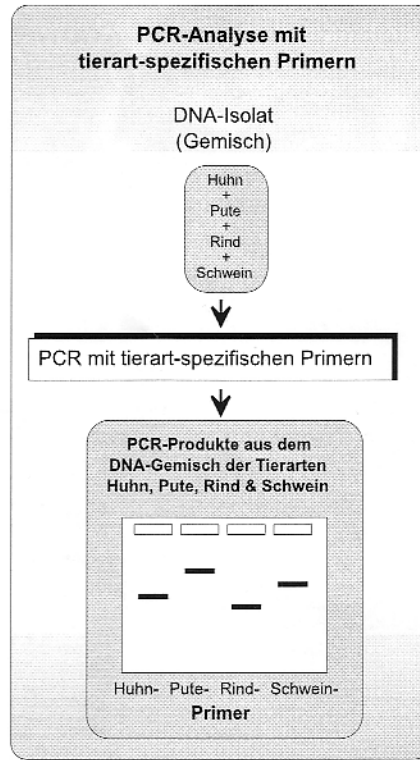 PCR-Analyse mit
tierart-spezifischen Primern
DNA-Isolat
(Gemisch)
Huhn
+
Pute
+
Rind
+
Schwein
PCR mit tierart-spezifischen Primern
PCR-Produkte aus dem
DNA-Gemisch der Tierarten
Huhn, Pute, Rind & Schwein
Huhn- Pute- Rind- Schwein-
Primer